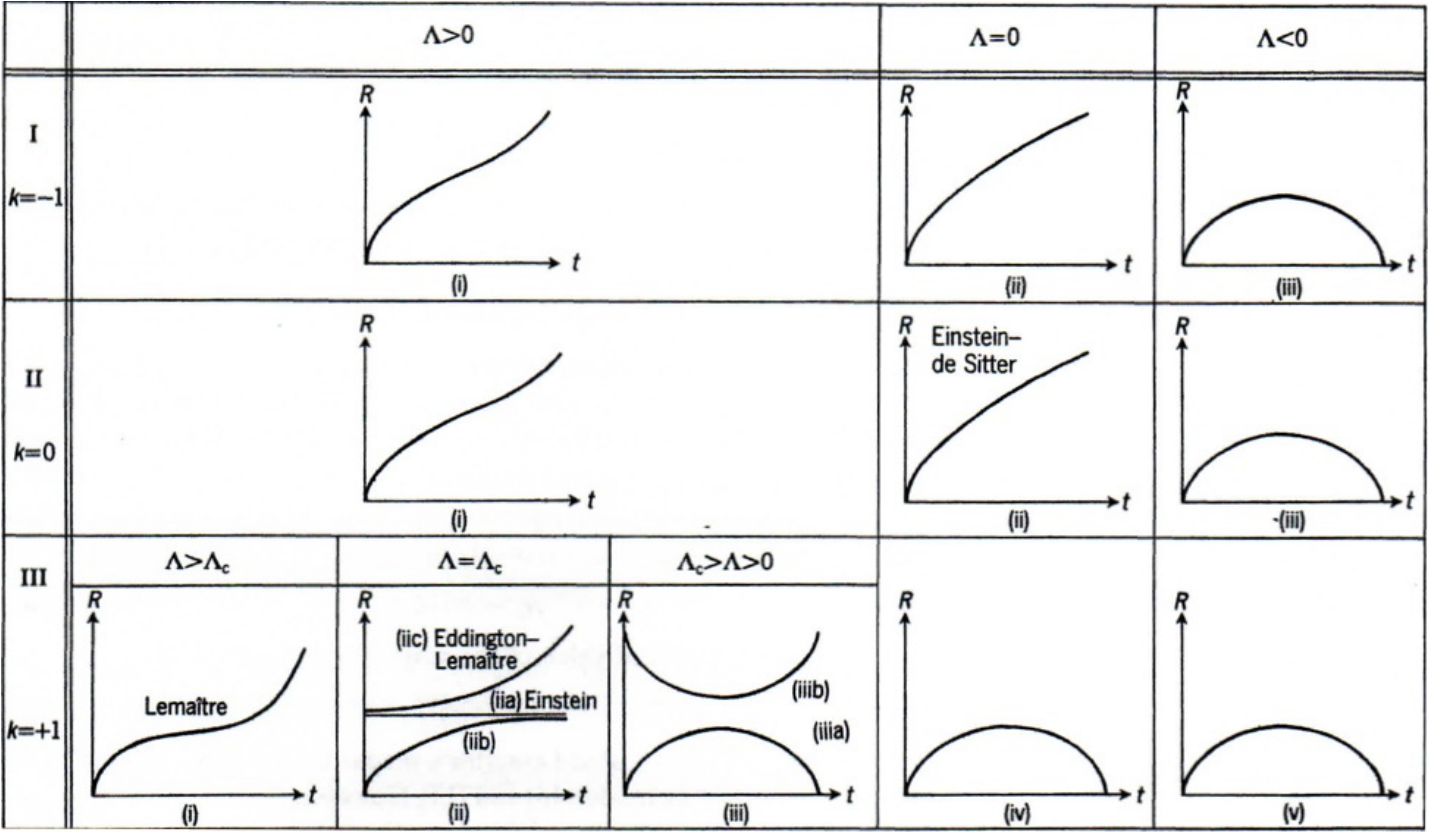 Λ>0 Λ=0 Λ<0
I
k=−1
R
t
(i)
R
t
(ii)
R
t
(iii)
II
k=0
R
t
(i)
R
Einstein–
de Sitter
t
(ii)
R
t
(iii)
III
k=+1
Λ>Λc
R
Lemaître
t
(i)
Λ=Λc
R
(iic) Eddington–
Lemaître
(iia) Einstein
(iib)
t
(ii)
Λc>Λ>0
R
(iiib)
(iiia)
t
(iii)
R
t
(iv)
R
t
(v)